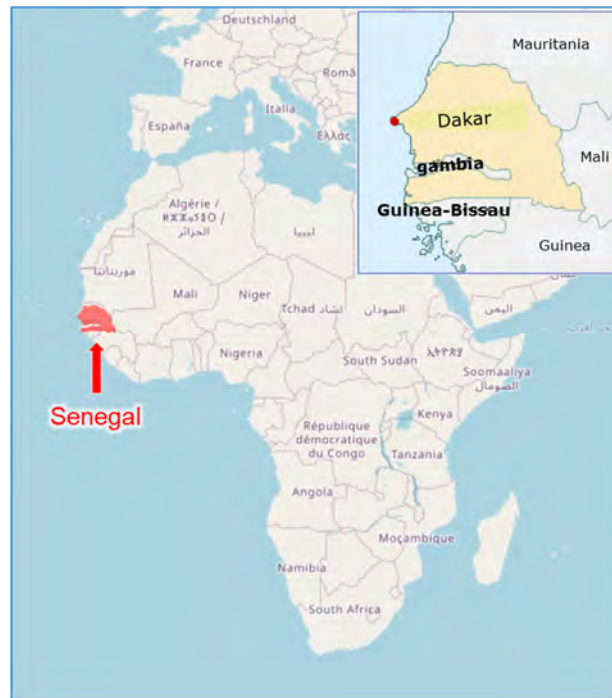 Deutschland
France
Româ
Italia
España
Ελλάς
Mauritania
Dakar
Mali
gambia
Guinea-Bissau
Guinea
Algérie /
الجزائر
ليبيا
موريتانيا
Mali
Niger
Tchad تشاد
السودان
اليمن
Nigeria
South Sudan
Soomaaliya
الصومال
Senegal
République
démocratique
du Congo
Kenya
Tanzania
Angola
Moçambique
Namibia
South Africa